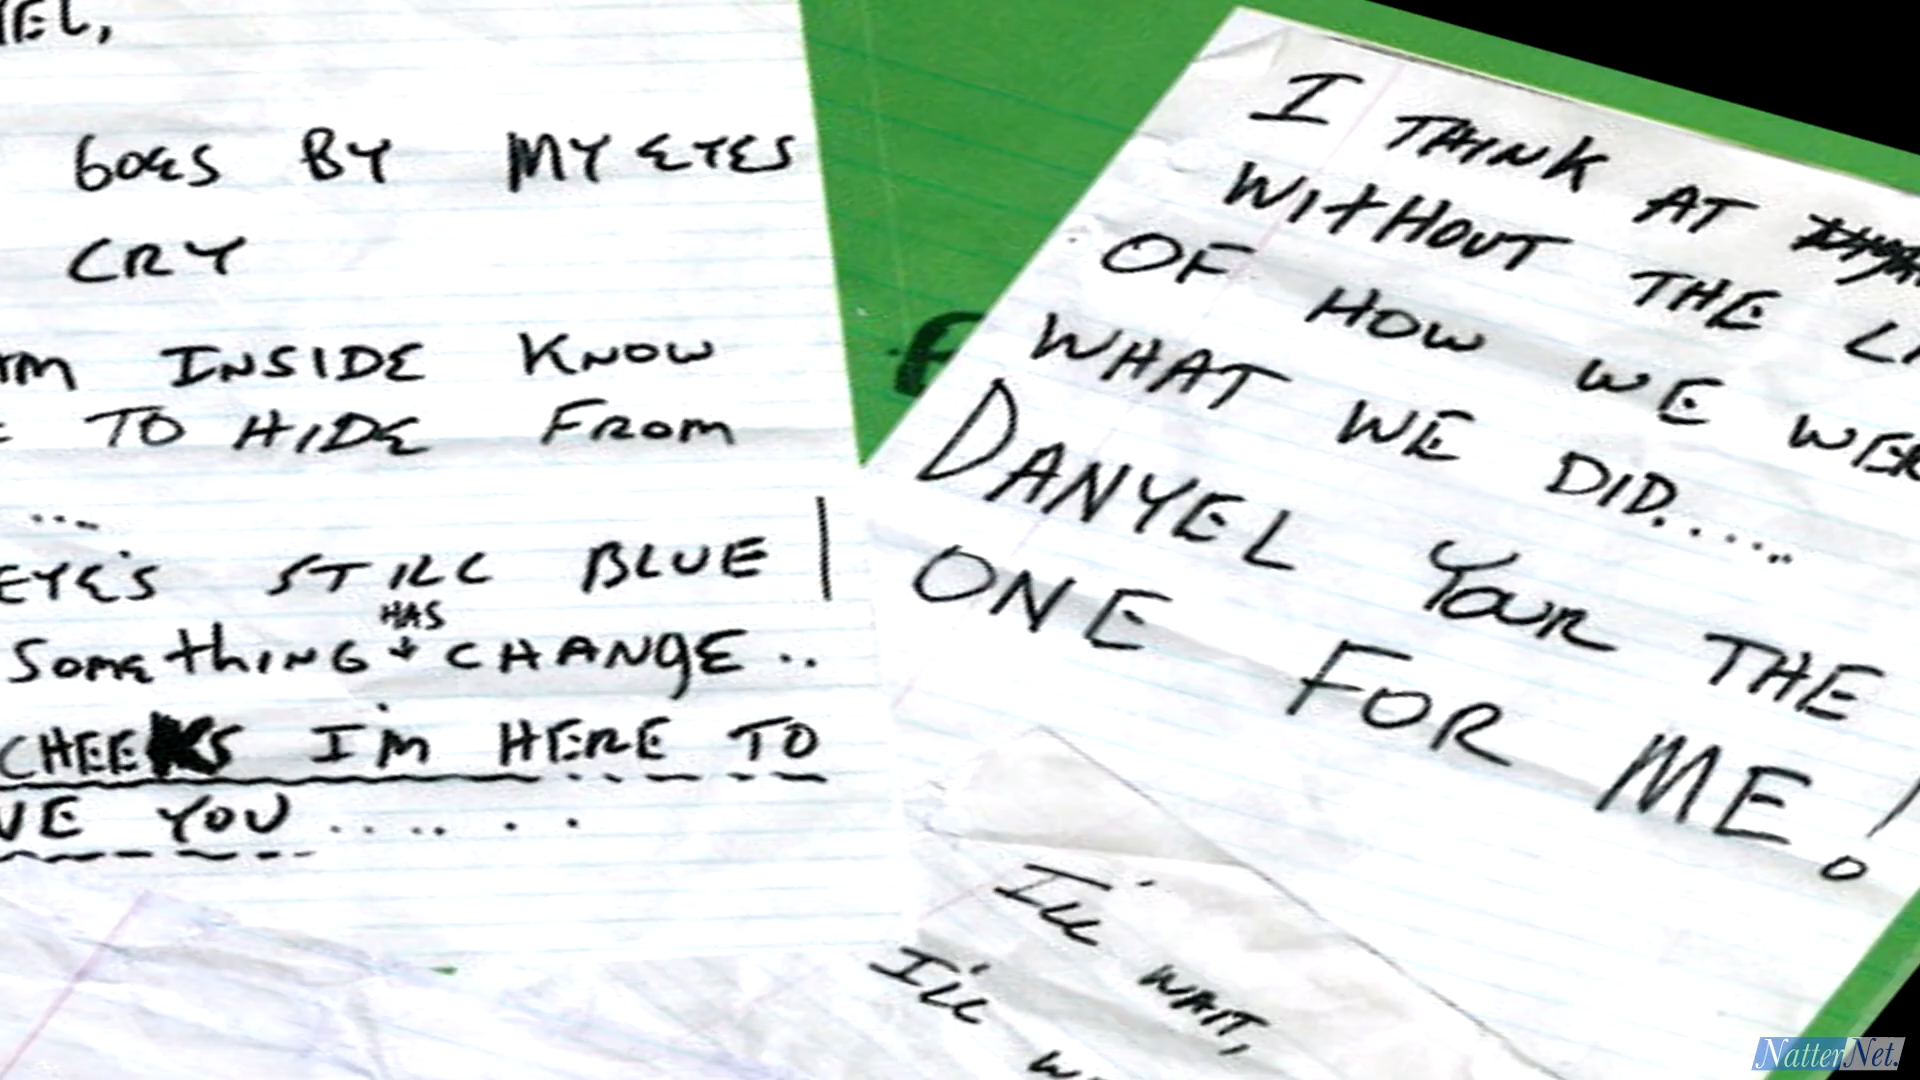 GOES BY MY EYES
CRY
INSIDE KNOW
TO HIDE FROM
...
EYE'S STILL BLUE
HAS
SOMETHING CHANGE..
CHEEKS I'M HERE TO
YOU.......
I THINK AT
WITHOUT THE
OF HOW WE
WHAT WE DID......
DANYEL YOUR THE
ONE FOR ME!
I'LL WAIT,
I'LL
NatterNet.